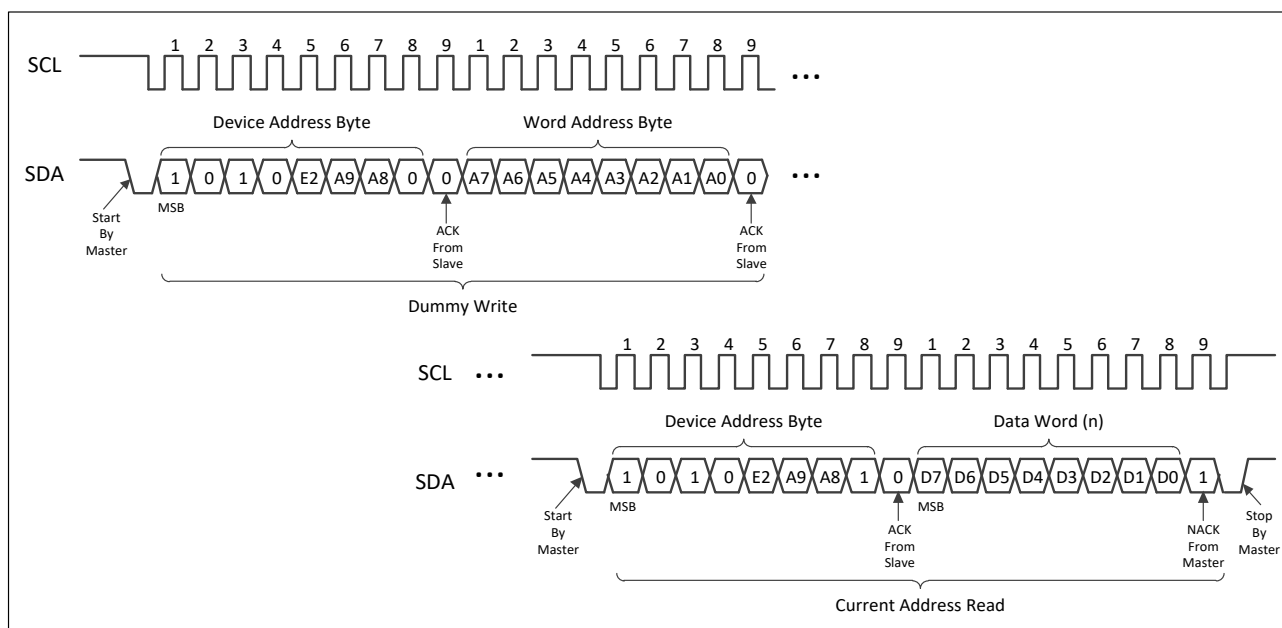 1 2 3 4 5 6 7 8 9 1 2 3 4 5 6 7 8 9
SCL ...
Device Address Byte Word Address Byte
SDA 1 0 1 0 E2 A9 A8 0 0 A7 A6 A5 A4 A3 A2 A1 A0 0 ...
MSB
Start
By
Master
ACK
From
Slave
ACK
From
Slave
Dummy Write
1 2 3 4 5 6 7 8 9 1 2 3 4 5 6 7 8 9
SCL ...
Device Address Byte Data Word (n)
SDA ... 1 0 1 0 E2 A9 A8 1 0 D7 D6 D5 D4 D3 D2 D1 D0 1
MSB MSB
Start
By
Master
ACK
From
Slave
NACK
From
Master
Stop
By
Master
Current Address Read